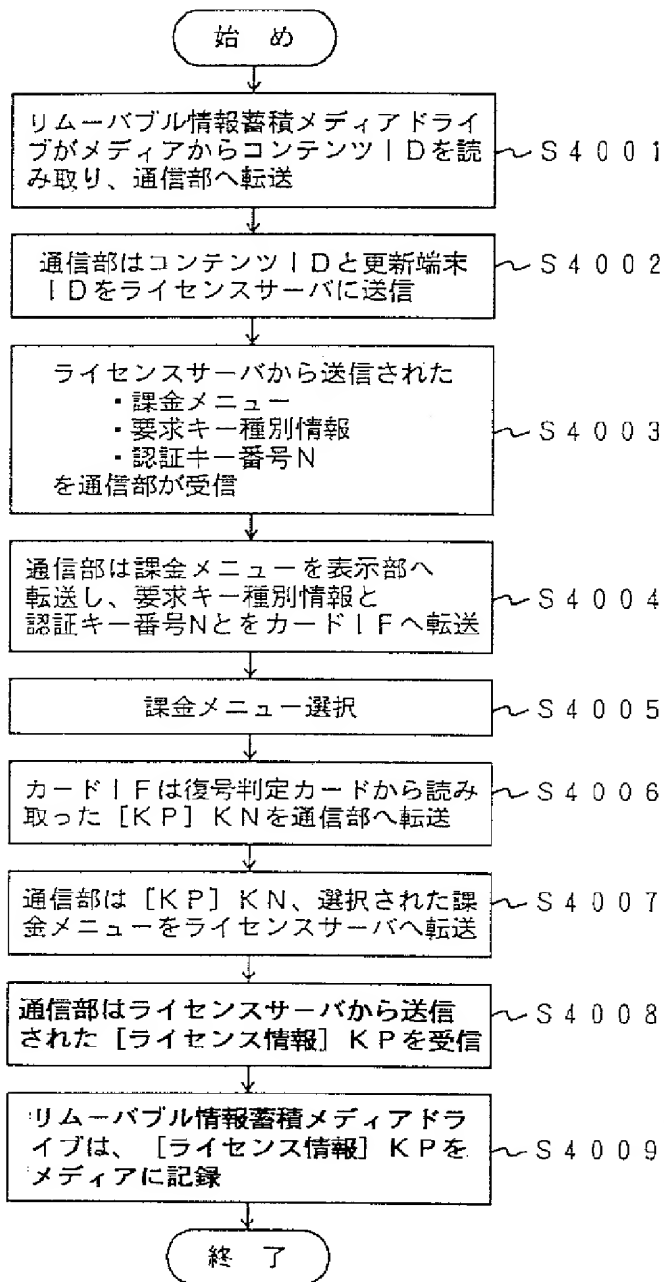 始 め
リムーバブル情報蓄積メディアドライ
ブがメディアからコンテンツIDを読
み取り、通信部へ転送
S4001
通信部はコンテンツIDと更新端末
IDをライセンスサーバに送信
S4002
ライセンスサーバから送信された
・課金メニュー
・要求キー種別情報
・認証キー番号N
を通信部が受信
S4003
通信部は課金メニューを表示部へ
転送し、要求キー種別情報と
認証キー番号NとをカードIFへ転送
S4004
課金メニュー選択
S4005
カードIFは復号判定カードから読み
取った[KP]KNを通信部へ転送
S4006
通信部は[KP]KN、選択された課
金メニューをライセンスサーバへ転送
S4007
通信部はライセンスサーバから送信
された[ライセンス情報]KPを受信
S4008
リムーバブル情報蓄積メディアドラ
イブは、[ライセンス情報]KPを
メディアに記録
S4009
終 了